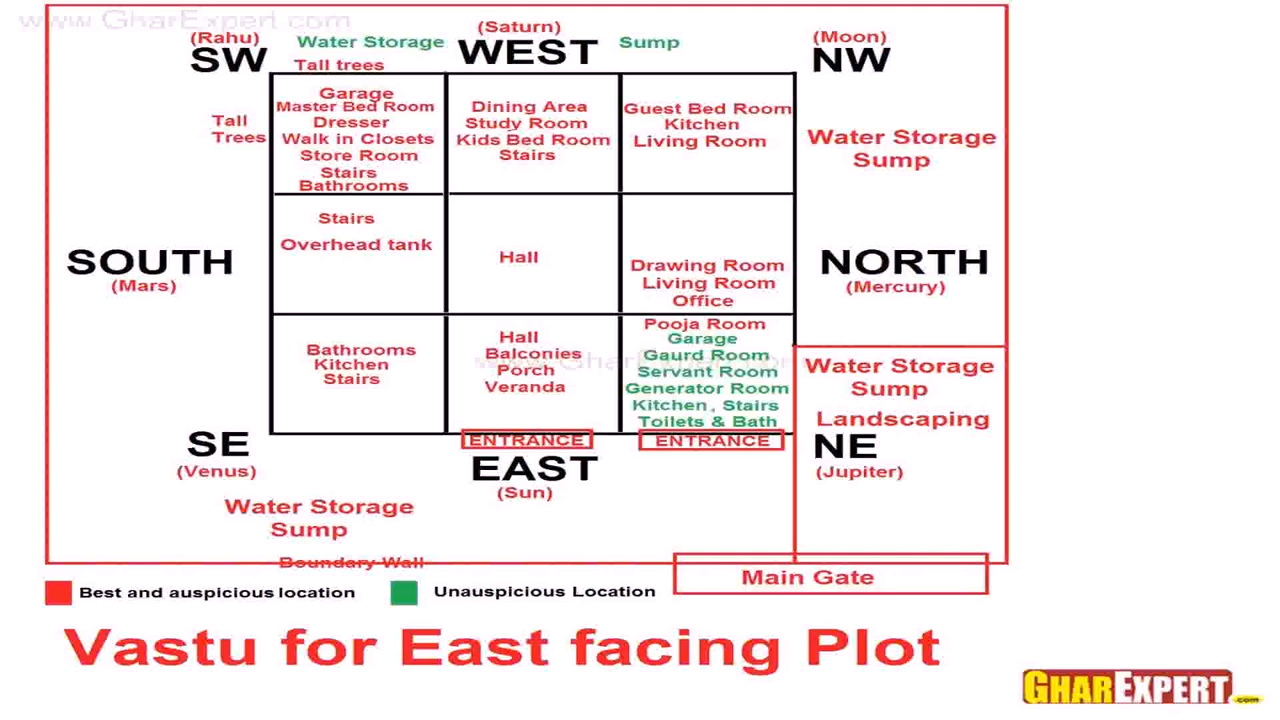 www.GharExpert.com
(Rahu)
SW
Water Storage
Tall trees
(Saturn)
WEST
Sump
(Moon)
NW
Tall
Trees
Garage
Master Bed Room
Dresser
Walk in Closets
Store Room
Stairs
Bathrooms
Dining Area
Study Room
Kids Bed Room
Stairs
Guest Bed Room
Kitchen
Living Room
Water Storage
Sump
SOUTH
(Mars)
Stairs
Overhead tank
Hall
Drawing Room
Living Room
Office
NORTH
(Mercury)
Bathrooms
Kitchen
Stairs
Hall
Balconies
Porch
Veranda
www.GharExpert.com
Pooja Room
Garage
Gaurd Room
Servant Room
Generator Room
Kitchen , Stairs
Toilets & Bath
Water Storage
Sump
Landscaping
NE
(Jupiter)
SE
(Venus)
ENTRANCE
ENTRANCE
EAST
(Sun)
Water Storage
Sump
Boundary Wall
Main Gate
Best and auspicious location
Unauspicious Location
Vastu for East facing Plot
GHAREXPERT.com